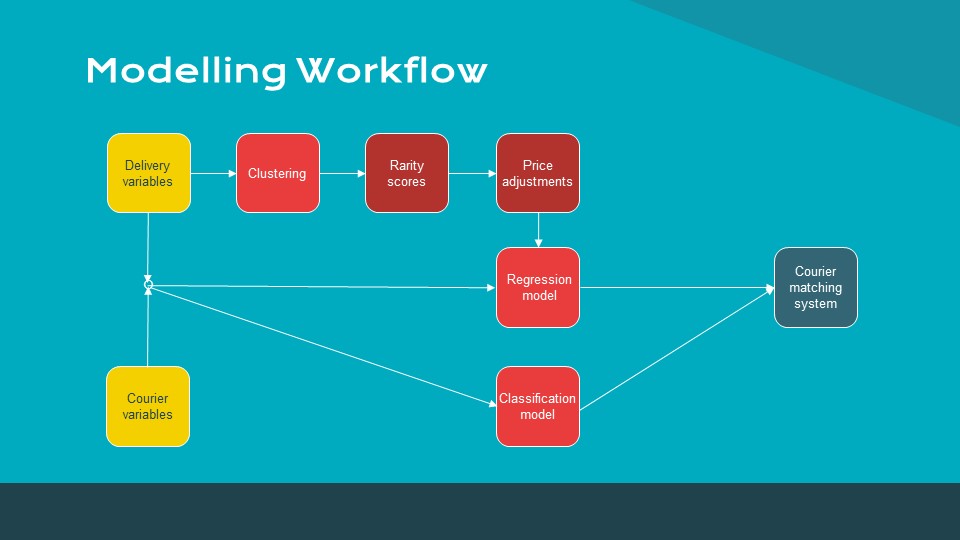 Modelling Workflow
Delivery
variables
Clustering
Rarity
scores
Price
adjustments
Regression
model
Courier
matching
system
Courier
variables
Classification
model